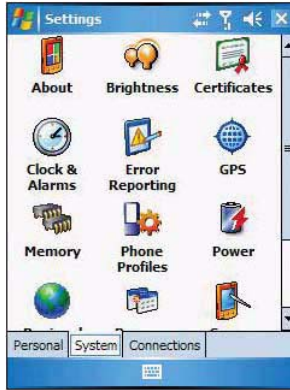 Settings
About
Brightness
Certificates
Clock &
Alarms
Error
Reporting
GPS
Memory
Phone
Profiles
Power
Personal
System
Connections